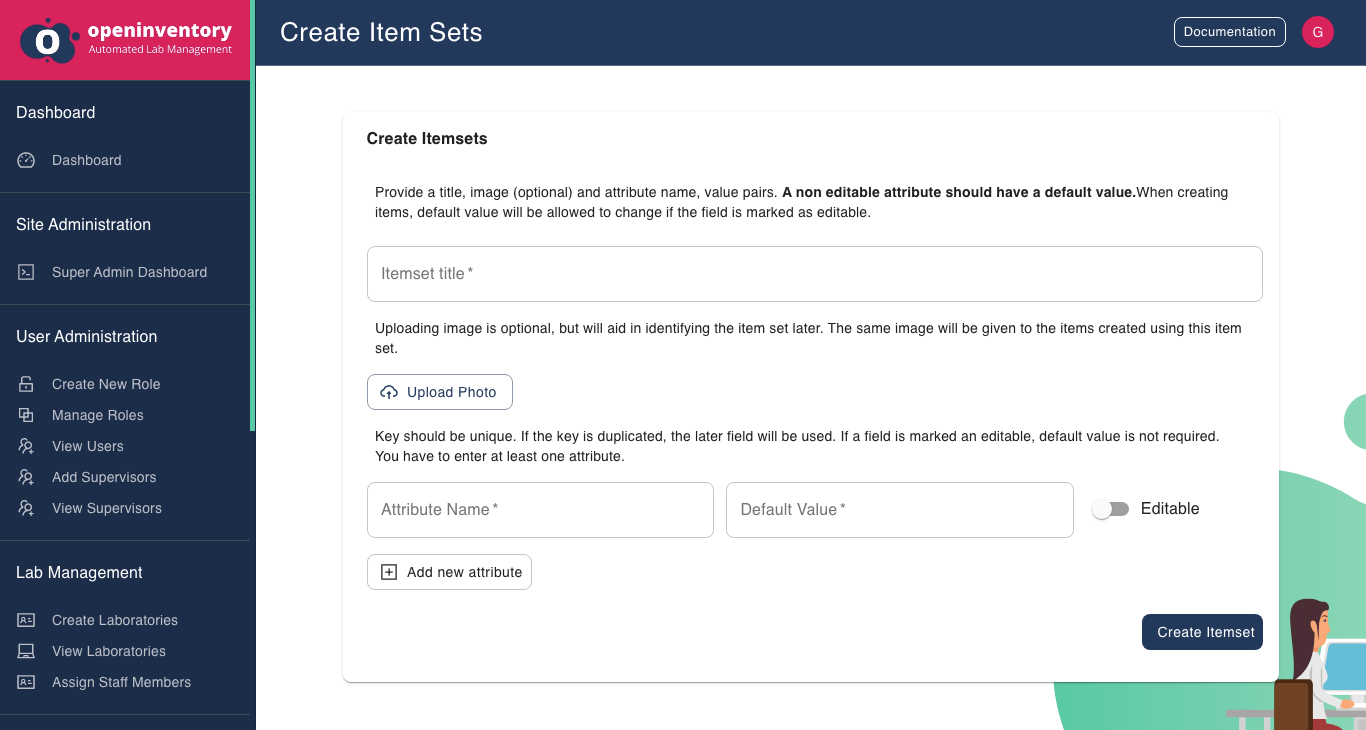 openinventory
Automated Lab Management
Create Item Sets
Documentation
G
Dashboard
Dashboard
Site Administration
Super Admin Dashboard
User Administration
Create New Role
Manage Roles
View Users
Add Supervisors
View Supervisors
Lab Management
Create Laboratories
View Laboratories
Assign Staff Members
Create Itemsets
Provide a title, image (optional) and attribute name, value pairs. A non editable attribute should have a default value.When creating
items, default value will be allowed to change if the field is marked as editable.
Itemset title *
Uploading image is optional, but will aid in identifying the item set later. The same image will be given to the items created using this item
set.
Upload Photo
Key should be unique. If the key is duplicated, the later field will be used. If a field is marked an editable, default value is not required.
You have to enter at least one attribute.
Attribute Name * Default Value * Editable
Add new attribute
Create Itemset